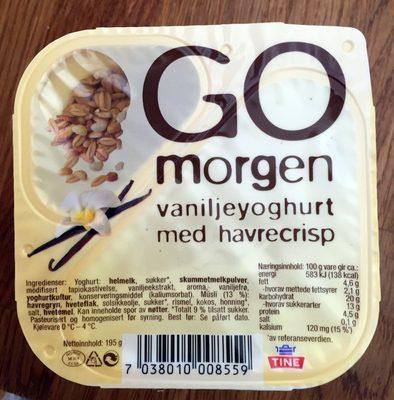 GO
morgen
vaniljeyoghurt
med havrecrisp
Ingredienser: Yoghurt: helmelk, sukker*, skummetmelkpulver,
modifisert tapiokastivelse, vaniljeekstrakt, aroma, vaniljefrø,
yoghurtkultur, konserveringsmiddel (kaliumsorbat). Müsli (13 %):
havregryn, hveteflak, solsikkeolje, sukker*, rismel, kokos, honning*,
salt, hvetemel. Kan inneholde spor av nøtter. *Totalt 9 % tilsatt sukker.
Pasteurisert og homogenisert før syrning. Best før: Se påført dato.
Kjølevare 0 °C – 4 °C.
Nettoinnhold: 195 g
Næringsinnhold: 100 g vare gir ca.:
energi 583 kJ (138 kcal)
fett 4,6 g
-hvorav mettede fettsyrer 2,1 g
karbohydrat 20 g
-hvorav sukkerarter 13 g
protein 4,5 g
salt 0,1 g
kalsium 120 mg (15 %*)
*av referanseverdien.
7 038010 008559
TINE